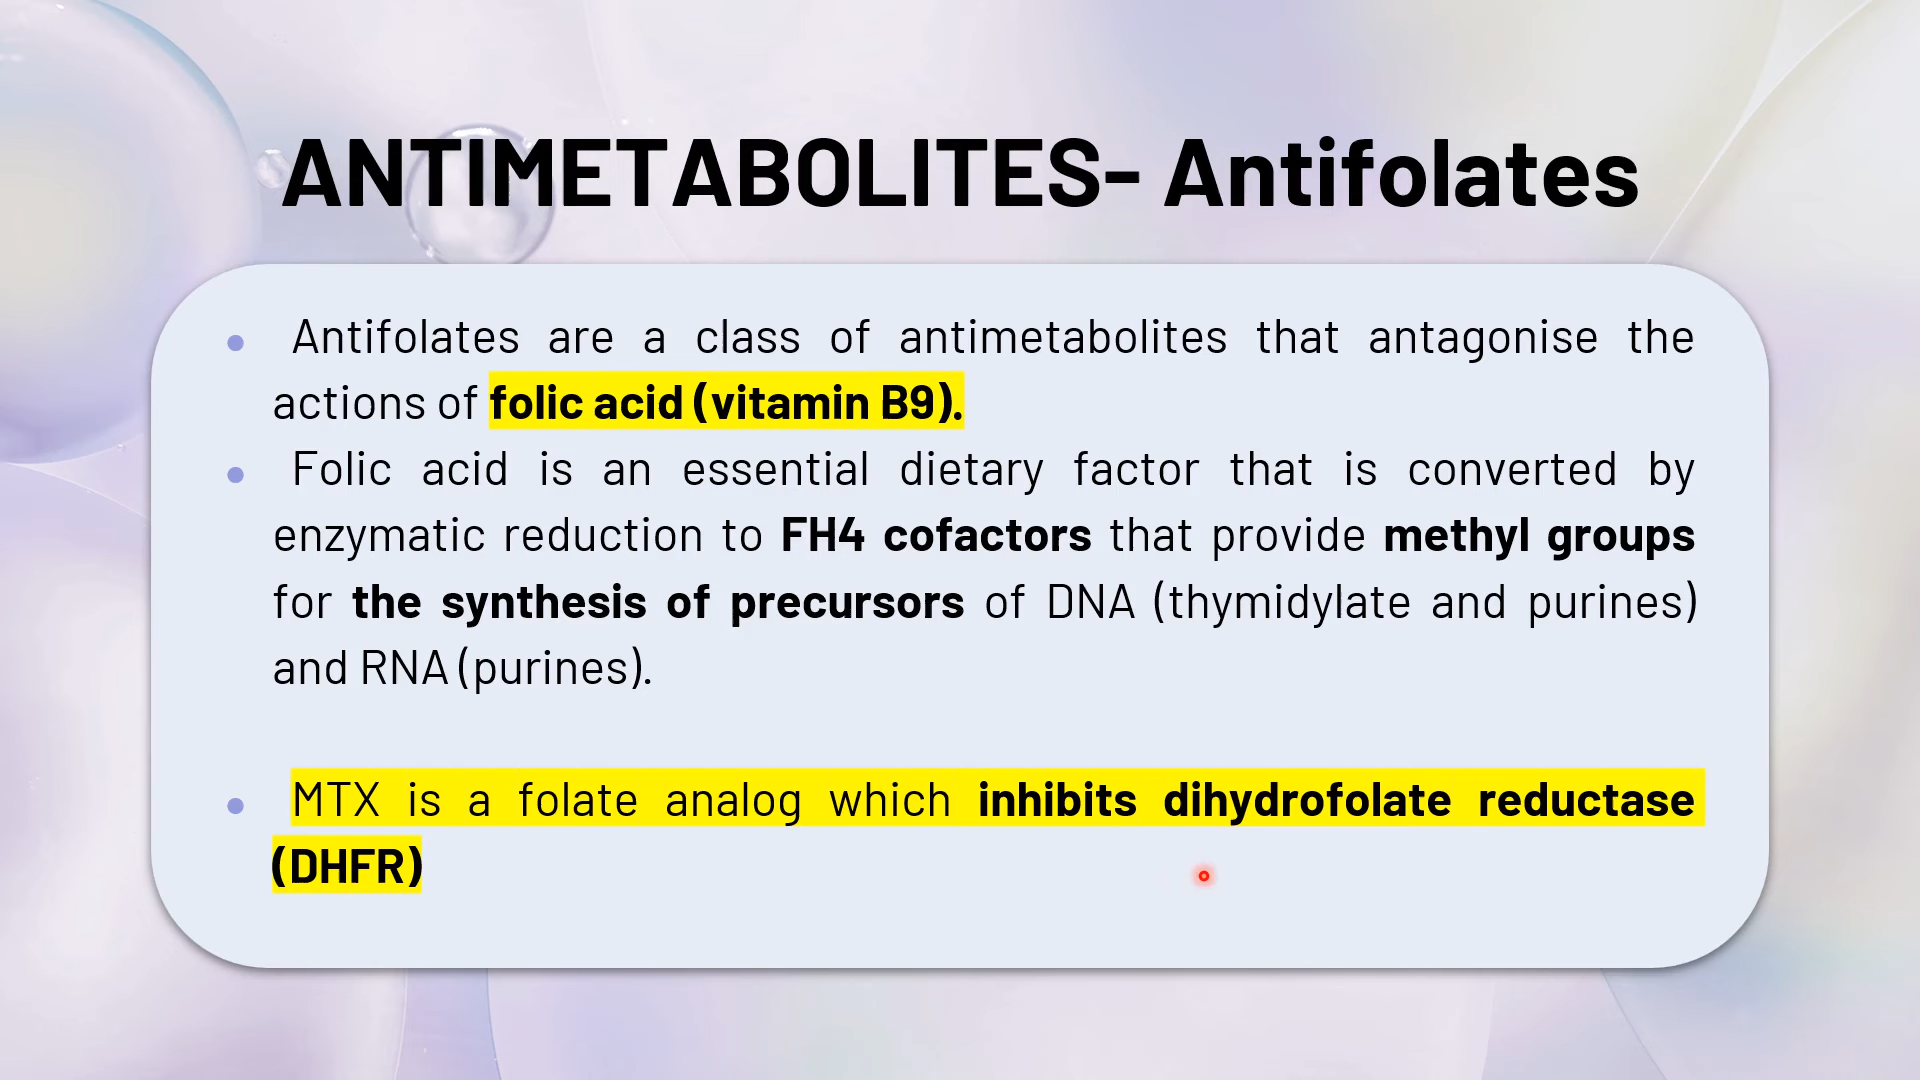 ANTIMETABOLITES- Antifolates
• Antifolates are a class of antimetabolites that antagonise the
actions of folic acid (vitamin B9).
• Folic acid is an essential dietary factor that is converted by
enzymatic reduction to FH4 cofactors that provide methyl groups
for the synthesis of precursors of DNA (thymidylate and purines)
and RNA (purines).
• MTX is a folate analog which inhibits dihydrofolate reductase
(DHFR)